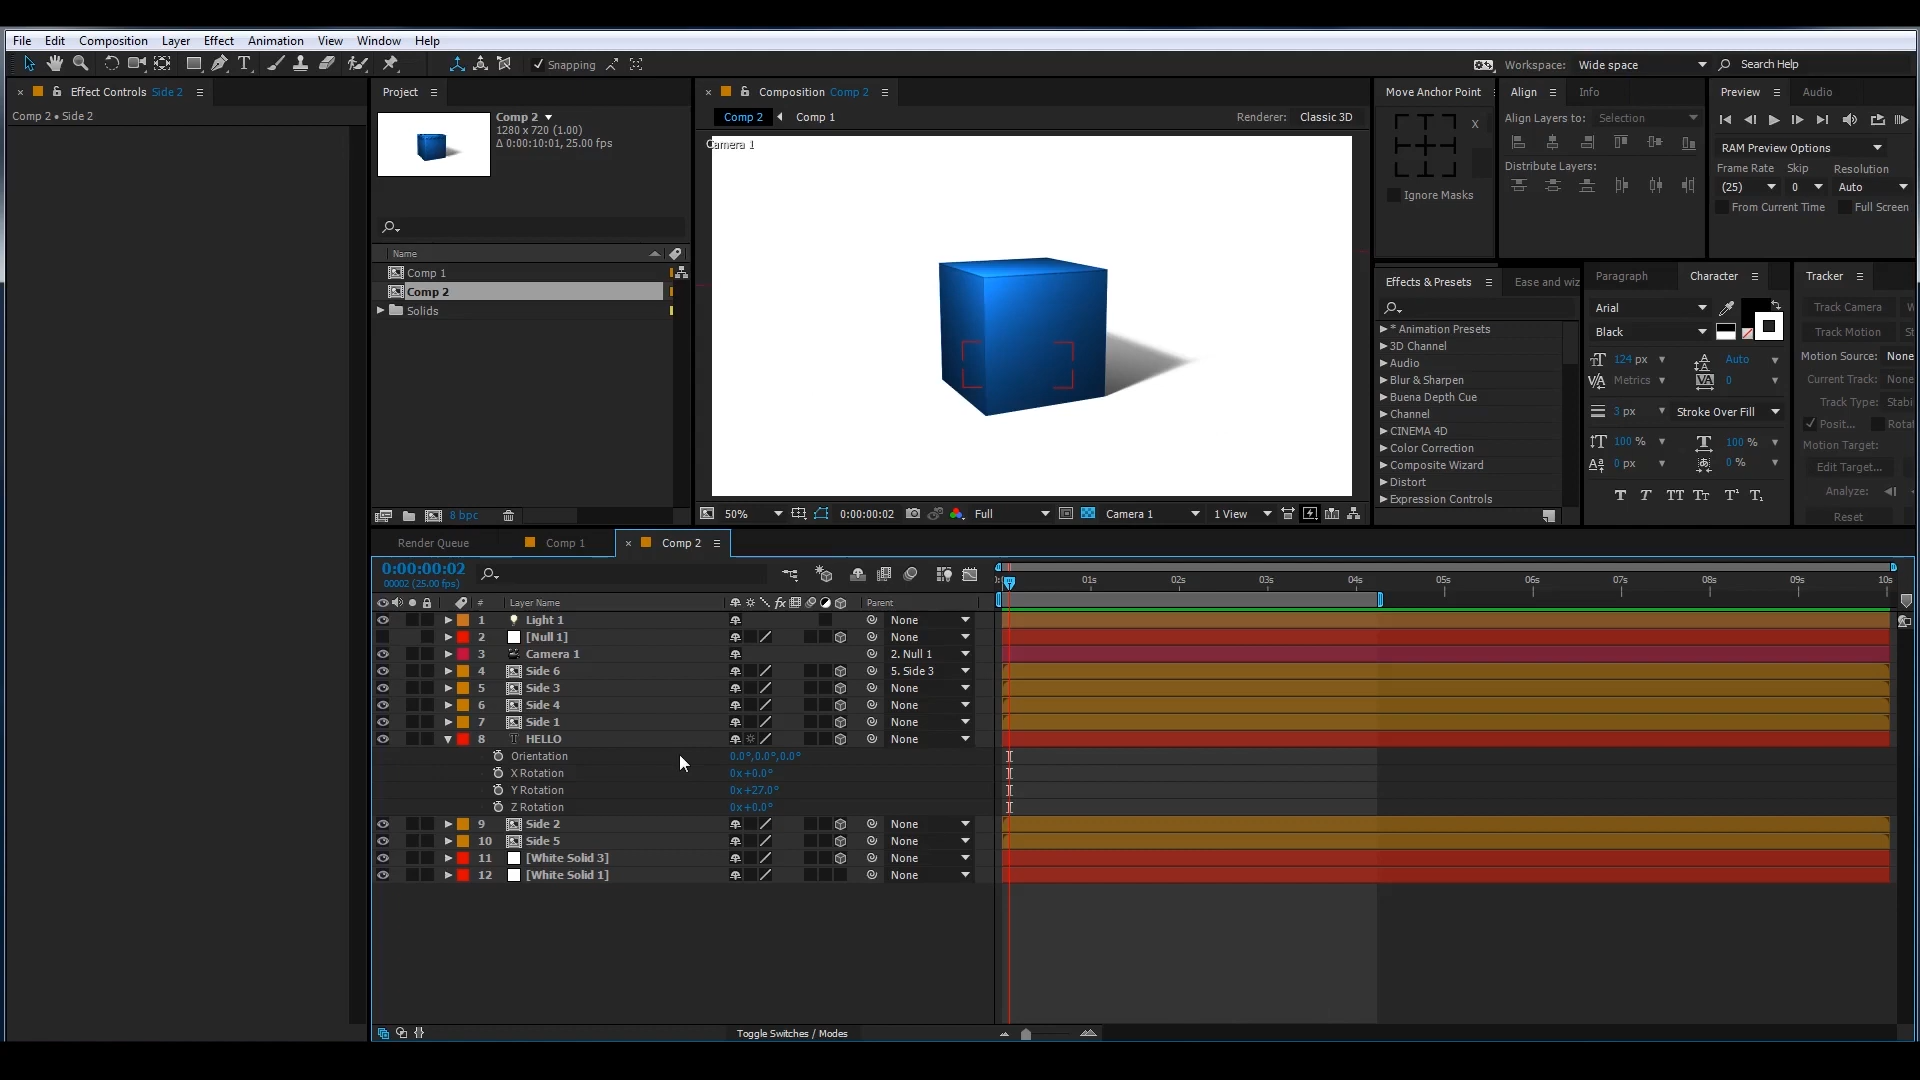 File Edit Composition Layer Effect Animation View Window Help
Snapping
Workspace: Wide space
Search Help
Effect Controls Side 2
Comp 2 • Side 2
Project
Comp 2
1280 x 720 (1.00)
Δ 0:00:10:01, 25.00 fps
Name
Comp 1
Comp 2
Solids
8 bpc
Composition Comp 2
Comp 2 Comp 1
Renderer: Classic 3D
Camera 1
50% 0:00:00:02 Full Camera 1 1 View
Move Anchor Point
X
Ignore Masks
Align Info
Align Layers to: Selection
Distribute Layers:
Preview Audio
RAM Preview Options
Frame Rate Skip Resolution
(25) 0 Auto
From Current Time Full Screen
Effects & Presets Ease and wiz
* Animation Presets
3D Channel
Audio
Blur & Sharpen
Buena Depth Cue
Channel
CINEMA 4D
Color Correction
Composite Wizard
Distort
Expression Controls
Paragraph Character
Arial
Black
124 px Auto
Metrics 0
3 px Stroke Over Fill
100 % 100 %
0 px 0 %
Tracker
Track Camera
Track Motion
Motion Source: None
Current Track: None
Track Type: Stabi
Posit... Rotat
Motion Target:
Edit Target...
Analyze:
Reset
Render Queue Comp 1 Comp 2
0:00:00:02
00002 (25.00 fps)
01s 02s 03s 04s 05s 06s 07s 08s 09s 10s
# Layer Name fx Parent
1 Light 1 None
2 [Null 1] None
3 Camera 1 2. Null 1
4 Side 6 5. Side 3
5 Side 3 None
6 Side 4 None
7 Side 1 None
8 T HELLO None
Orientation 0.0°,0.0°,0.0°
X Rotation 0x+0.0°
Y Rotation 0x+27.0°
Z Rotation 0x+0.0°
9 Side 2 None
10 Side 5 None
11 [White Solid 3] None
12 [White Solid 1] None
Toggle Switches / Modes